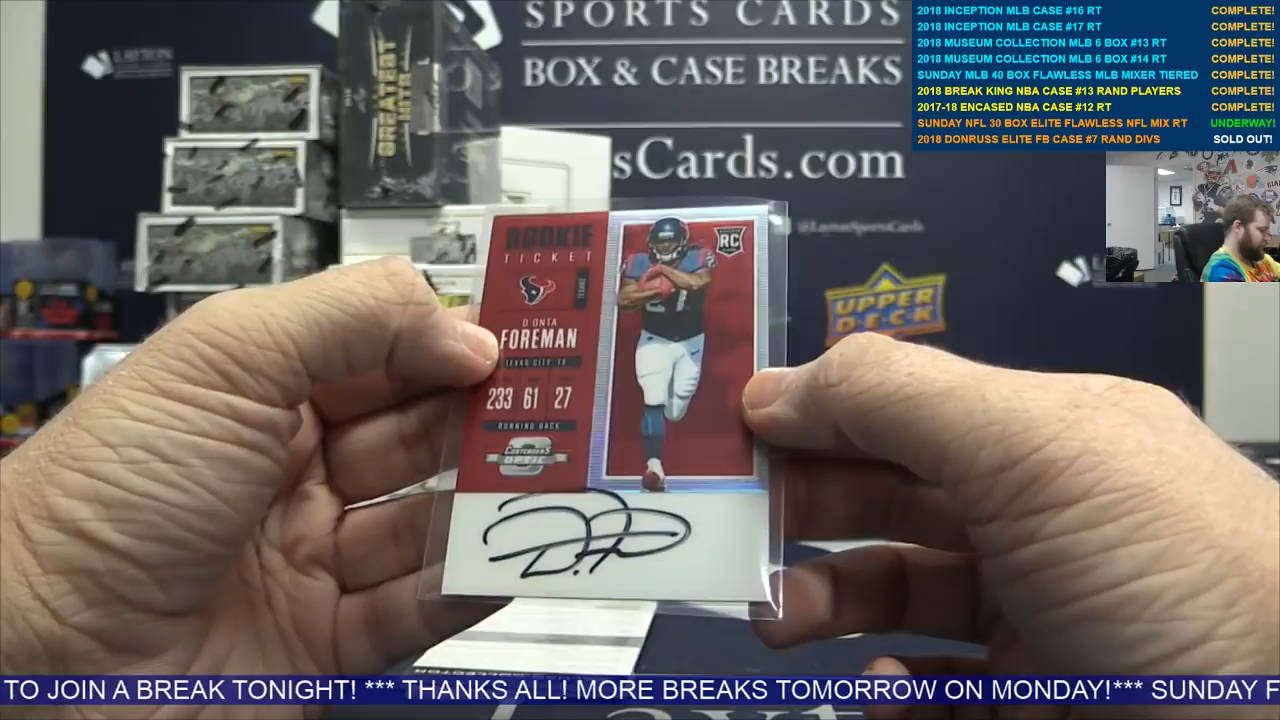 SPORTS CARDS
BOX & CASE BREAKS
sCards.com
@LaytonSportsCards
LAYTON
GREATEST
HITS
UPPER
DECK
2018 INCEPTION MLB CASE #16 RT COMPLETE!
2018 INCEPTION MLB CASE #17 RT COMPLETE!
2018 MUSEUM COLLECTION MLB 6 BOX #13 RT COMPLETE!
2018 MUSEUM COLLECTION MLB 6 BOX #14 RT COMPLETE!
SUNDAY MLB 40 BOX FLAWLESS MLB MIXER TIERED COMPLETE!
2018 BREAK KING NBA CASE #13 RAND PLAYERS COMPLETE!
2017-18 ENCASED NBA CASE #12 RT COMPLETE!
SUNDAY NFL 30 BOX ELITE FLAWLESS NFL MIX RT UNDERWAY!
2018 DONRUSS ELITE FB CASE #7 RAND DIVS SOLD OUT!
ROOKIE
TICKET
TEXANS
D'ONTA
FOREMAN
TEXAS CITY, TX
233 61 27
RUNNING BACK
CONTENDERS
OPTIC
RC
TO JOIN A BREAK TONIGHT! *** THANKS ALL! MORE BREAKS TOMORROW ON MONDAY!*** SUNDAY F